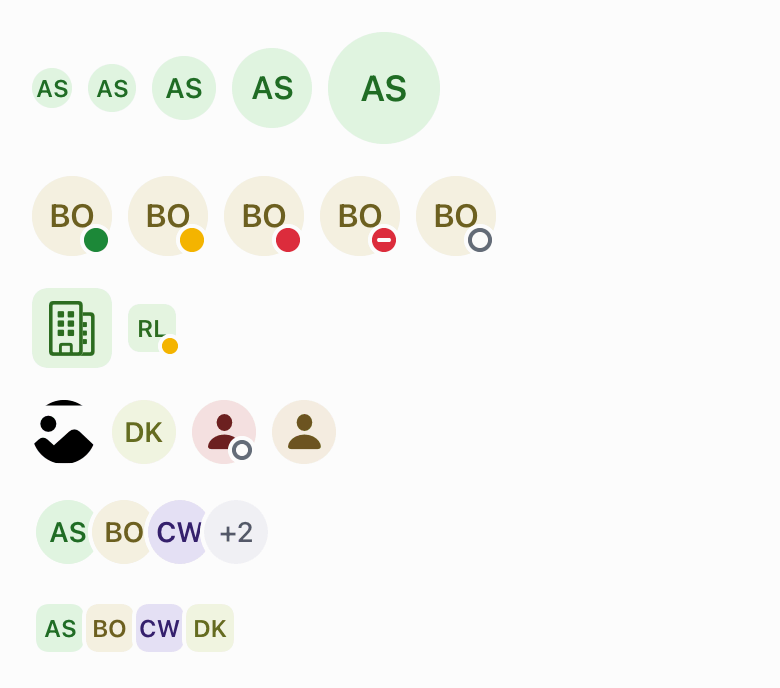 AS AS AS AS AS
BO BO BO BO BO
RL
DK
AS BO CW +2
AS BO CW DK